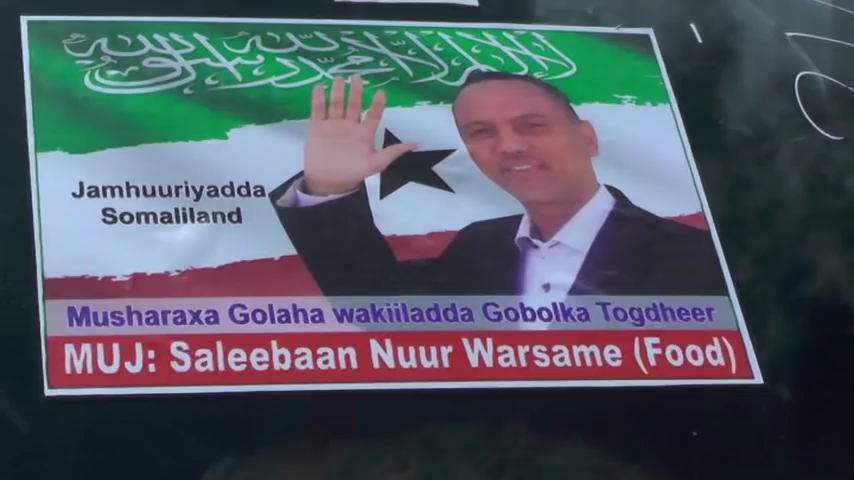 لا إله إلا الله محمد رسول الله
Jamhuuriyadda
Somaliland
Musharaxa Golaha wakiiladda Gobolka Togdheer
MUJ: Saleebaan Nuur Warsame (Food)